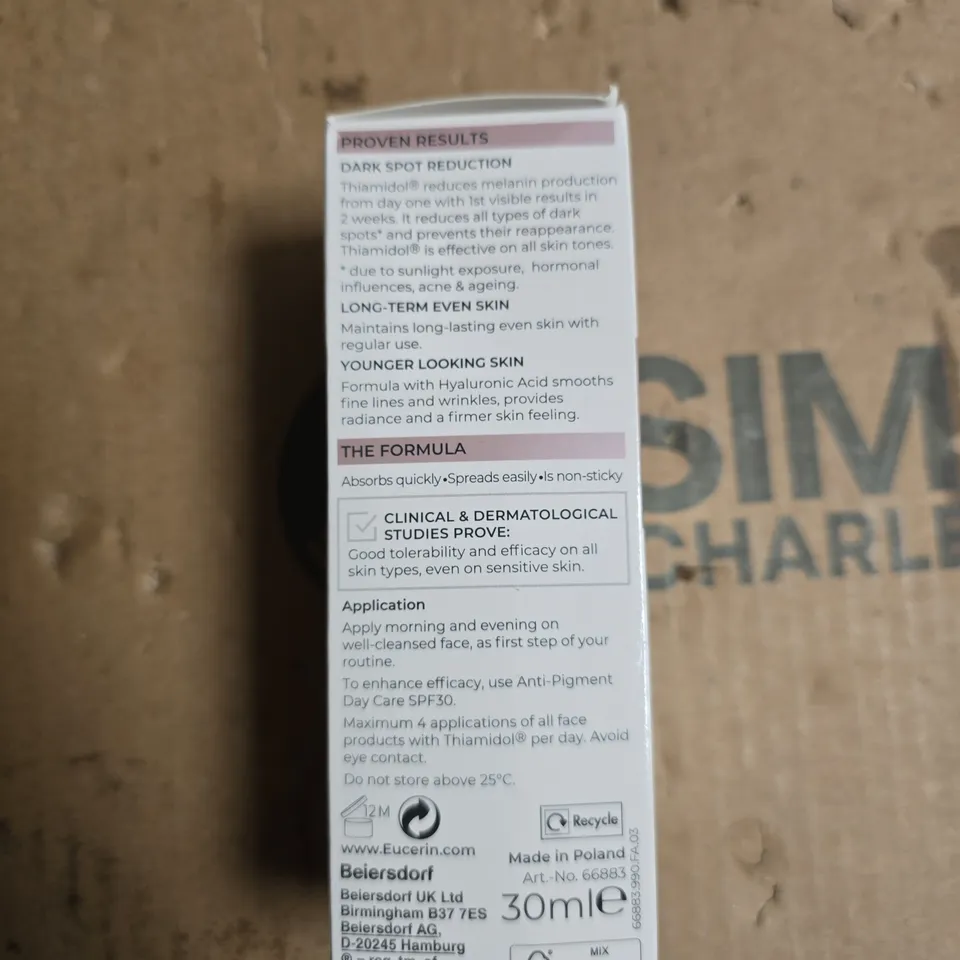 PROVEN RESULTS
DARK SPOT REDUCTION
Thiamidol® reduces melanin production
from day one with 1st visible results in
2 weeks. It reduces all types of dark
spots* and prevents their reappearance.
Thiamidol® is effective on all skin tones.
* due to sunlight exposure, hormonal
influences, acne & ageing.
LONG-TERM EVEN SKIN
Maintains long-lasting even skin with
regular use.
YOUNGER LOOKING SKIN
Formula with Hyaluronic Acid smooths
fine lines and wrinkles, provides
radiance and a firmer skin feeling.
THE FORMULA
Absorbs quickly•Spreads easily•Is non-sticky
CLINICAL & DERMATOLOGICAL
STUDIES PROVE:
Good tolerability and efficacy on all
skin types, even on sensitive skin.
Application
Apply morning and evening on
well-cleansed face, as first step of your
routine.
To enhance efficacy, use Anti-Pigment
Day Care SPF30.
Maximum 4 applications of all face
products with Thiamidol® per day. Avoid
eye contact.
Do not store above 25°C.
12M
Recycle
www.Eucerin.com
Made in Poland
Beiersdorf
Art.-No. 66883
Beiersdorf UK Ltd
Birmingham B37 7ES
30mle
Beiersdorf AG,
D-20245 Hamburg
MIX
66883.990.FA.03
SIM
CHARLE